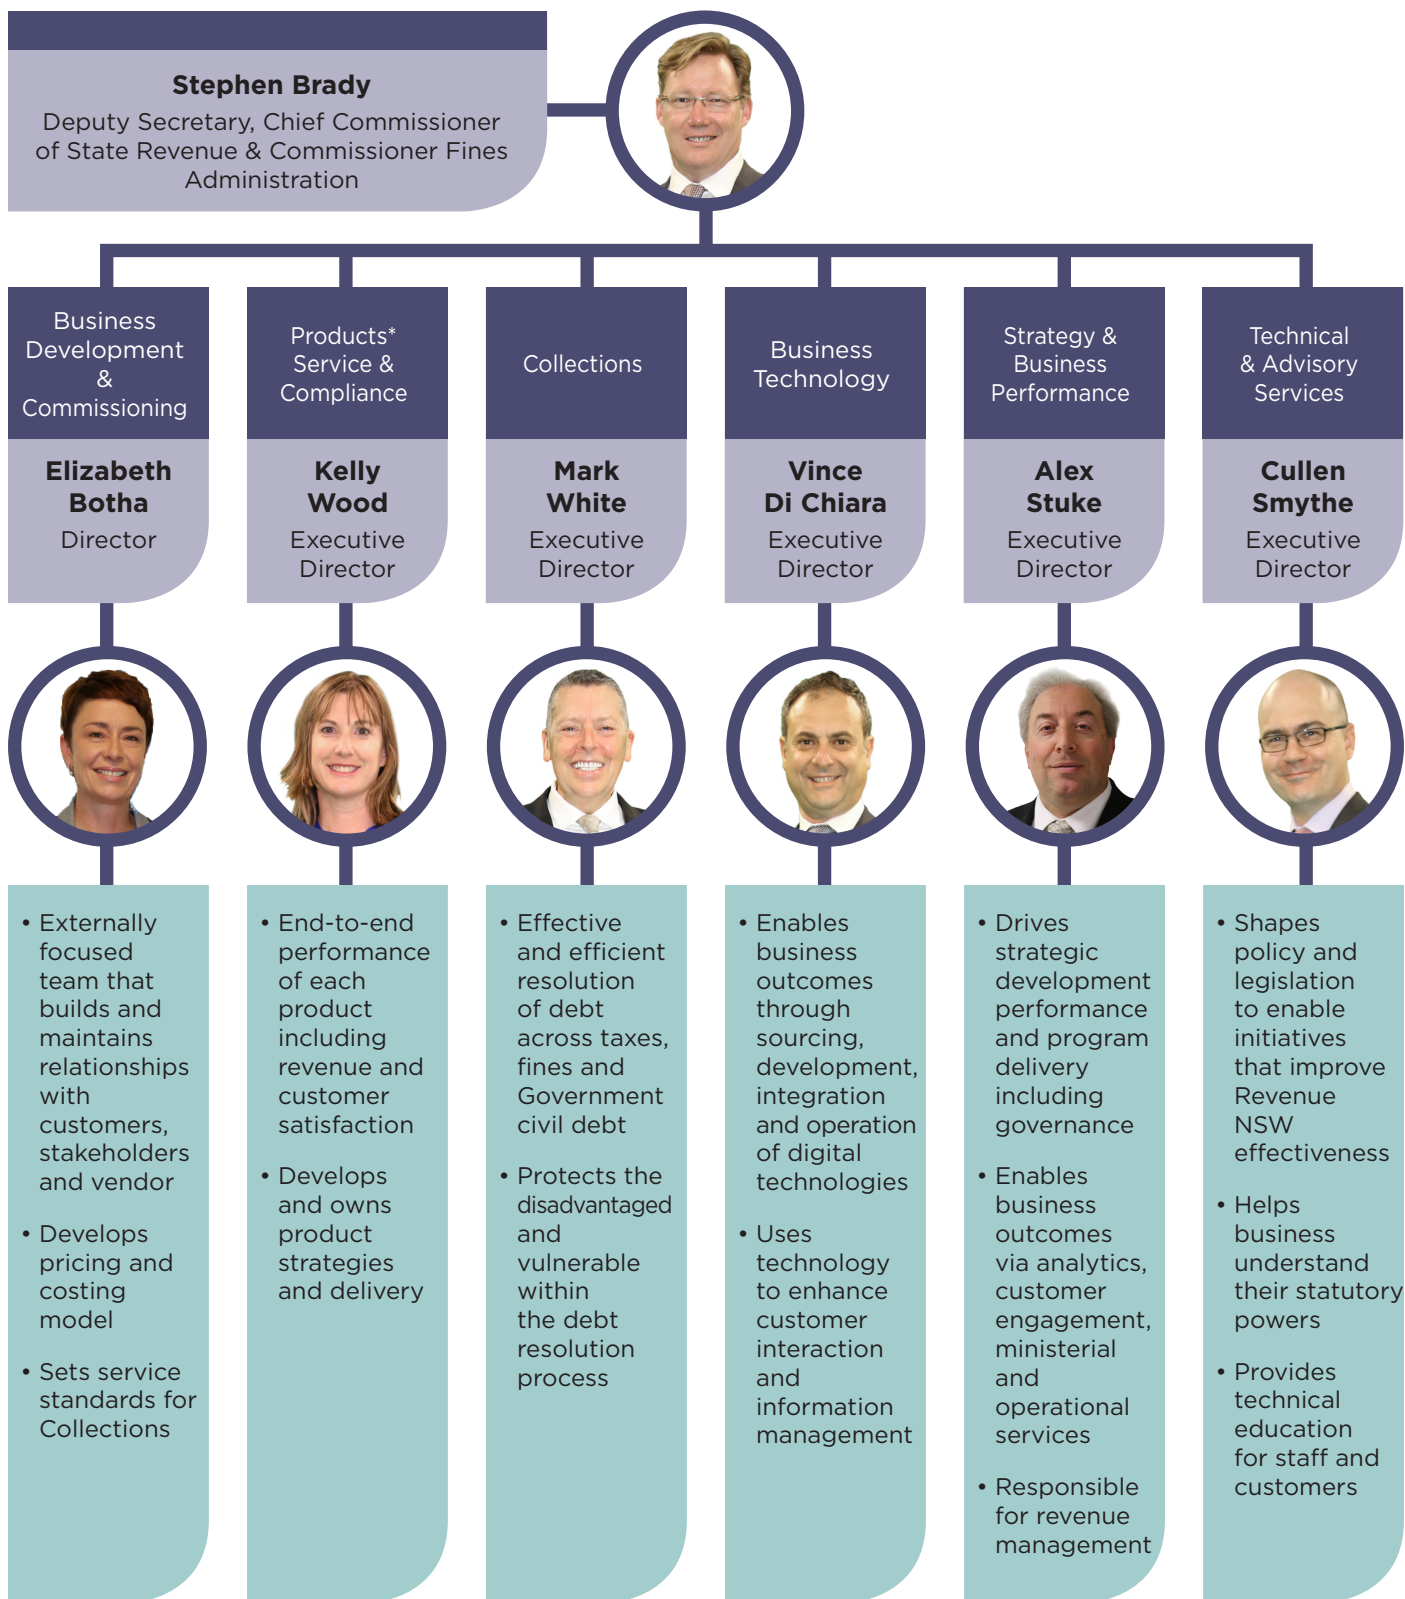 Stephen Brady
Deputy Secretary, Chief Commissioner
of State Revenue & Commissioner Fines
Administration
Business
Development
&
Commissioning
Elizabeth
Botha
Director
• Externally
focused
team that
builds and
maintains
relationships
with
customers,
stakeholders
and vendor
• Develops
pricing and
costing
model
• Sets service
standards for
Collections
Products*
Service &
Compliance
Kelly
Wood
Executive
Director
• End-to-end
performance
of each
product
including
revenue and
customer
satisfaction
• Develops
and owns
product
strategies
and delivery
Collections
Mark
White
Executive
Director
• Effective
and efficient
resolution
of debt
across taxes,
fines and
Government
civil debt
• Protects the
disadvantaged
and
vulnerable
within
the debt
resolution
process
Business
Technology
Vince
Di Chiara
Executive
Director
• Enables
business
outcomes
through
sourcing,
development,
integration
and operation
of digital
technologies
• Uses
technology
to enhance
customer
interaction
and
information
management
Strategy &
Business
Performance
Alex
Stuke
Executive
Director
• Drives
strategic
development
performance
and program
delivery
including
governance
• Enables
business
outcomes
via analytics,
customer
engagement,
ministerial
and
operational
services
• Responsible
for revenue
management
Technical
& Advisory
Services
Cullen
Smythe
Executive
Director
• Shapes
policy and
legislation
to enable
initiatives
that improve
Revenue
NSW
effectiveness
• Helps
business
understand
their statutory
powers
• Provides
technical
education
for staff and
customers